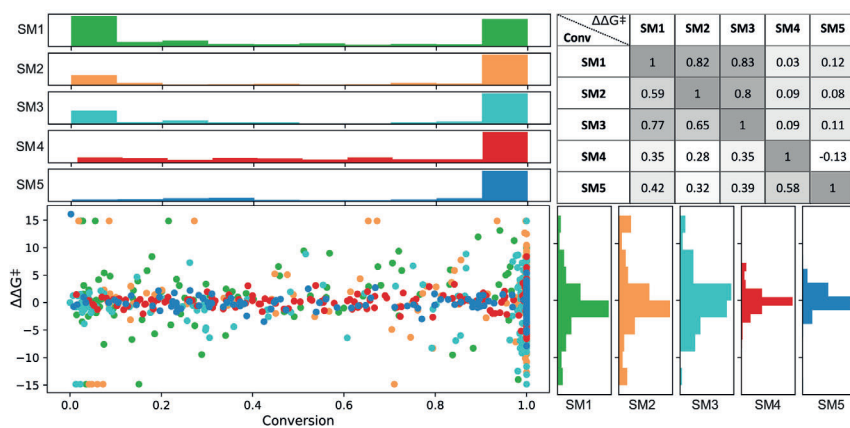 SM1
SM2
SM3
SM4
SM5
ΔΔG‡ SM1 SM2 SM3 SM4 SM5
Conv
SM1 1 0.82 0.83 0.03 0.12
SM2 0.59 1 0.8 0.09 0.08
SM3 0.77 0.65 1 0.09 0.11
SM4 0.35 0.28 0.35 1 -0.13
SM5 0.42 0.32 0.39 0.58 1
ΔΔG‡
15
10
5
0
−5
−10
−15
0.0 0.2 0.4 0.6 0.8 1.0
Conversion
SM1 SM2 SM3 SM4 SM5